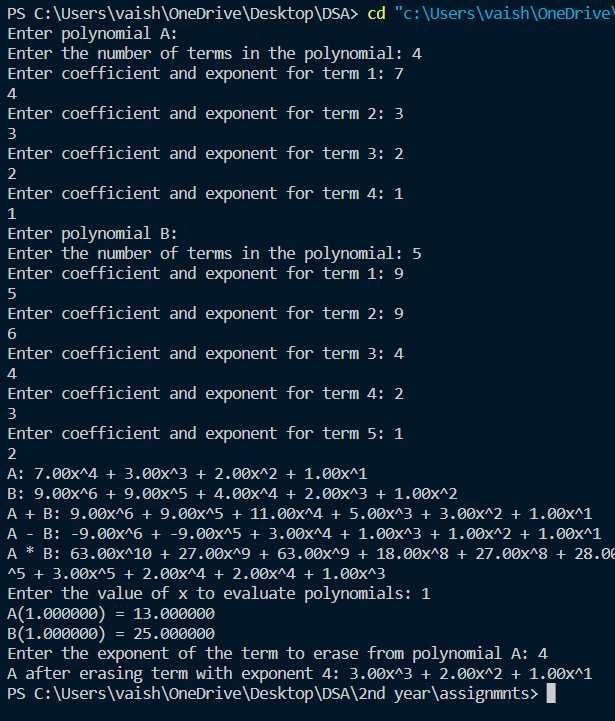 PS C:\Users\vaish\OneDrive\Desktop\DSA> cd "c:\Users\vaish\OneDrive\
Enter polynomial A:
Enter the number of terms in the polynomial: 4
Enter coefficient and exponent for term 1: 7
4
Enter coefficient and exponent for term 2: 3
3
Enter coefficient and exponent for term 3: 2
2
Enter coefficient and exponent for term 4: 1
1
Enter polynomial B:
Enter the number of terms in the polynomial: 5
Enter coefficient and exponent for term 1: 9
5
Enter coefficient and exponent for term 2: 9
6
Enter coefficient and exponent for term 3: 4
4
Enter coefficient and exponent for term 4: 2
3
Enter coefficient and exponent for term 5: 1
2
A: 7.00x^4 + 3.00x^3 + 2.00x^2 + 1.00x^1
B: 9.00x^6 + 9.00x^5 + 4.00x^4 + 2.00x^3 + 1.00x^2
A + B: 9.00x^6 + 9.00x^5 + 11.00x^4 + 5.00x^3 + 3.00x^2 + 1.00x^1
A - B: -9.00x^6 + -9.00x^5 + 3.00x^4 + 1.00x^3 + 1.00x^2 + 1.00x^1
A * B: 63.00x^10 + 27.00x^9 + 63.00x^9 + 18.00x^8 + 27.00x^8 + 28.00
^5 + 3.00x^5 + 2.00x^4 + 2.00x^4 + 1.00x^3
Enter the value of x to evaluate polynomials: 1
A(1.000000) = 13.000000
B(1.000000) = 25.000000
Enter the exponent of the term to erase from polynomial A: 4
A after erasing term with exponent 4: 3.00x^3 + 2.00x^2 + 1.00x^1
PS C:\Users\vaish\OneDrive\Desktop\DSA\2nd year\assignmnts>